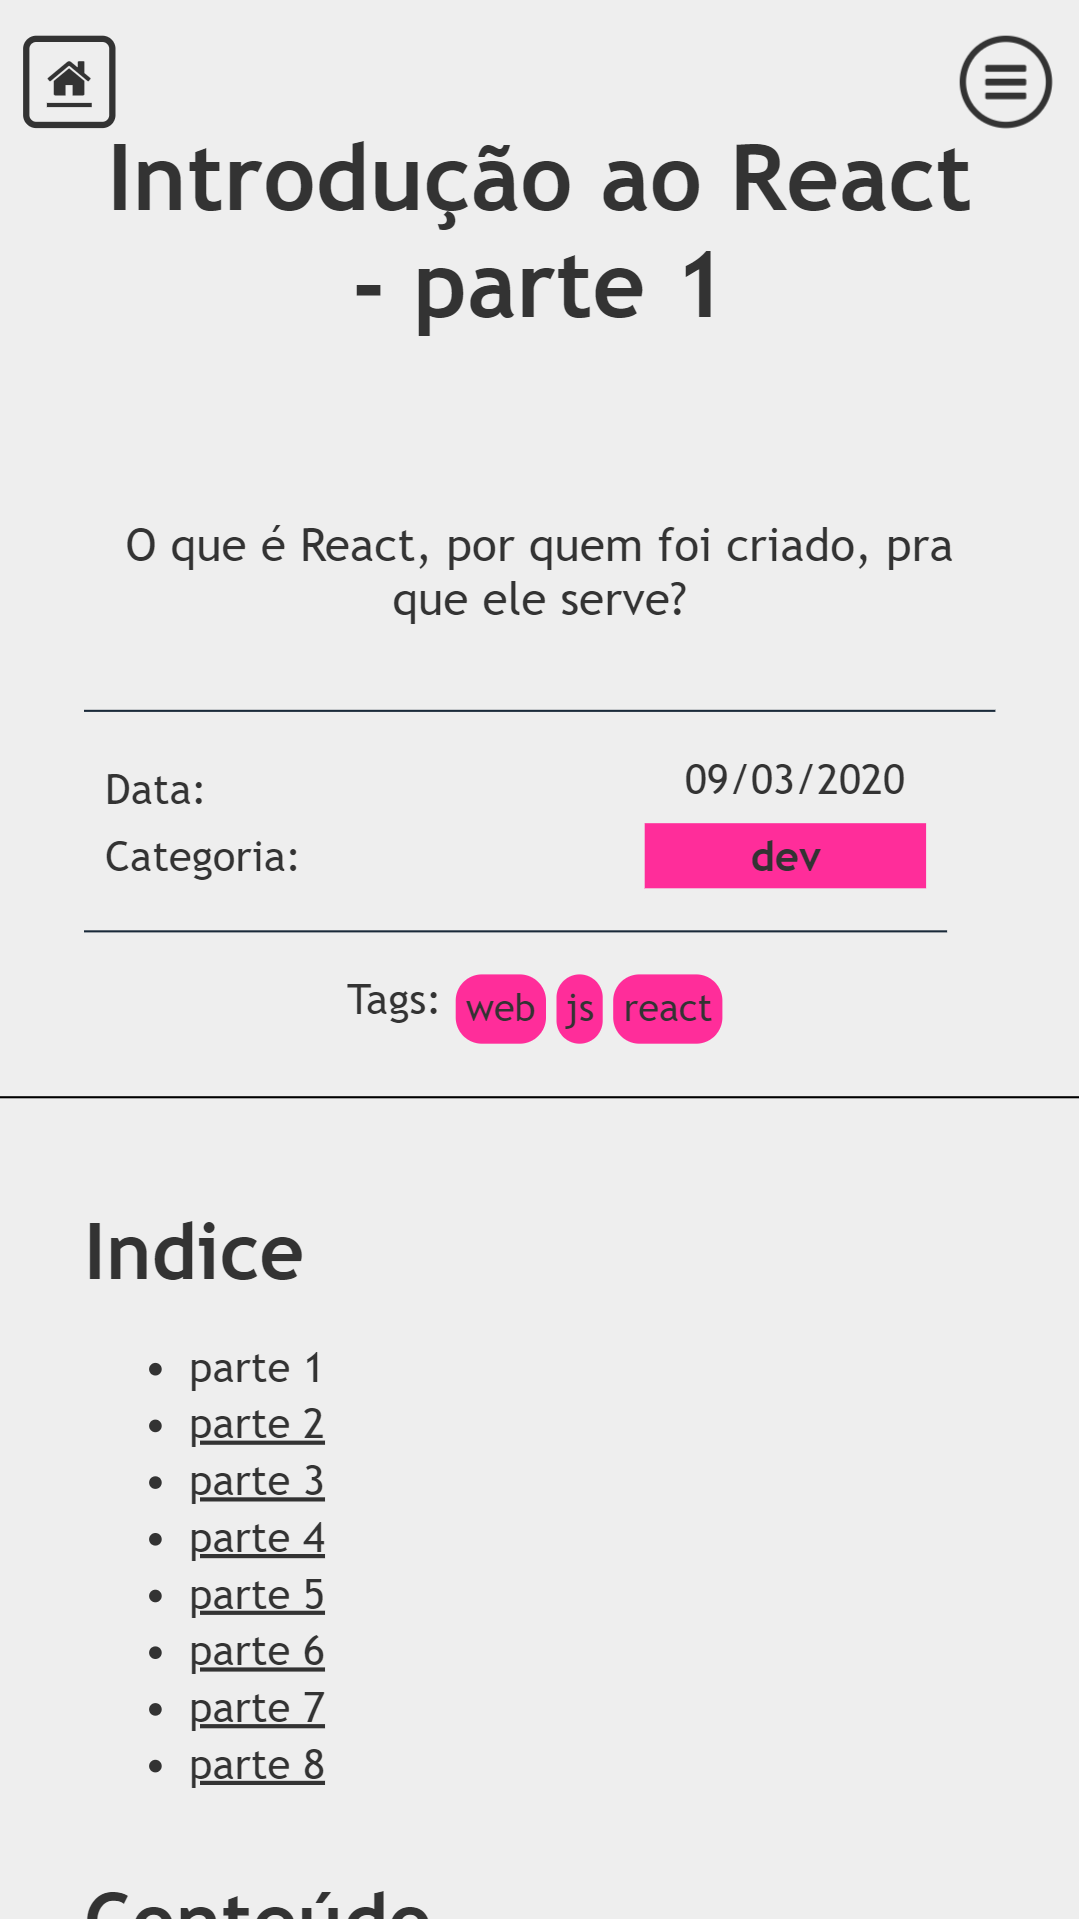 Introdução ao React
- parte 1
O que é React, por quem foi criado, pra
que ele serve?
Data: 09/03/2020
Categoria: dev
Tags: web js react
Indice
parte 1
parte 2
parte 3
parte 4
parte 5
parte 6
parte 7
parte 8
Conteúdo